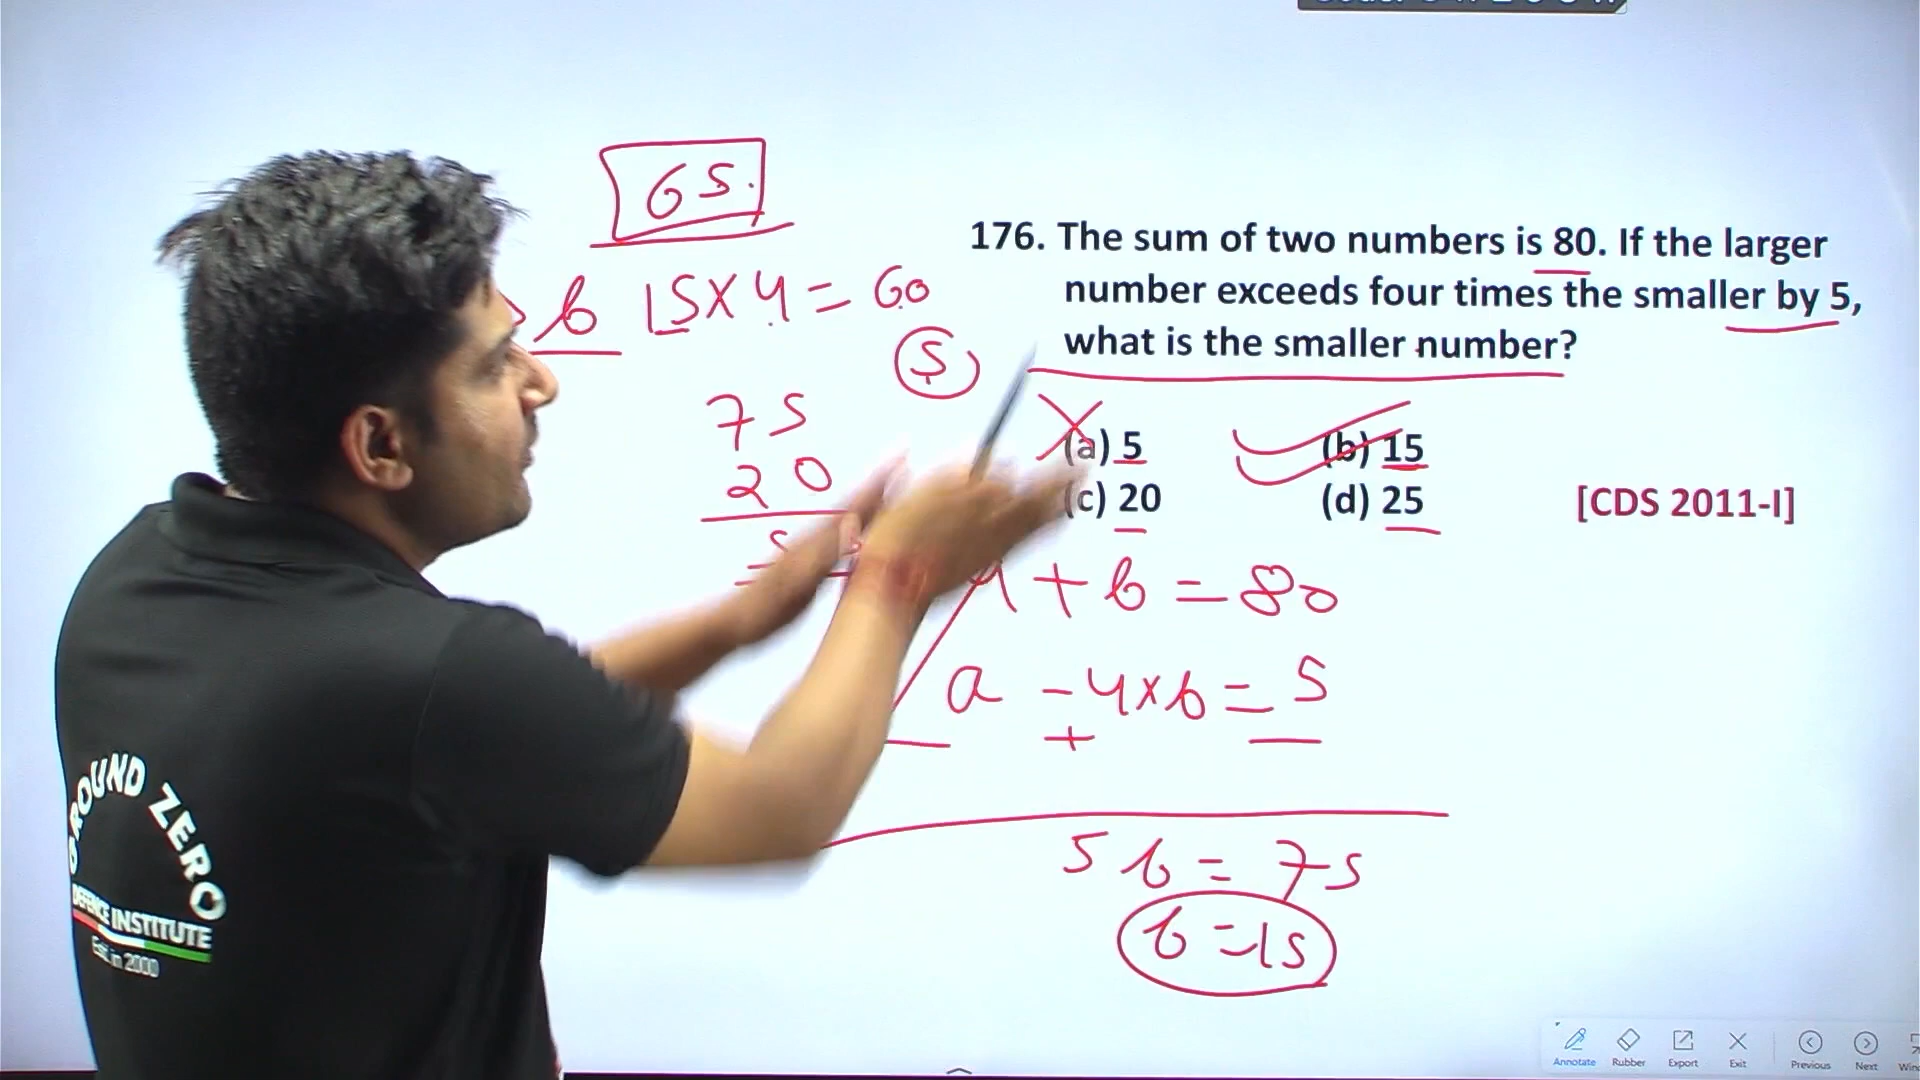 65.
b 15×4=60
5
75
20
176. The sum of two numbers is 80. If the larger
number exceeds four times the smaller by 5,
what is the smaller number?
(a) 5
(b) 15
(c) 20
(d) 25
[CDS 2011-I]
+ b = 80
a - 4×b = 5
+
5b = 75
b = 15
GROUND ZERO
DEFENCE INSTITUTE
Est. in 2000
Annotate
Rubber
Export
Exit
Previous
Next